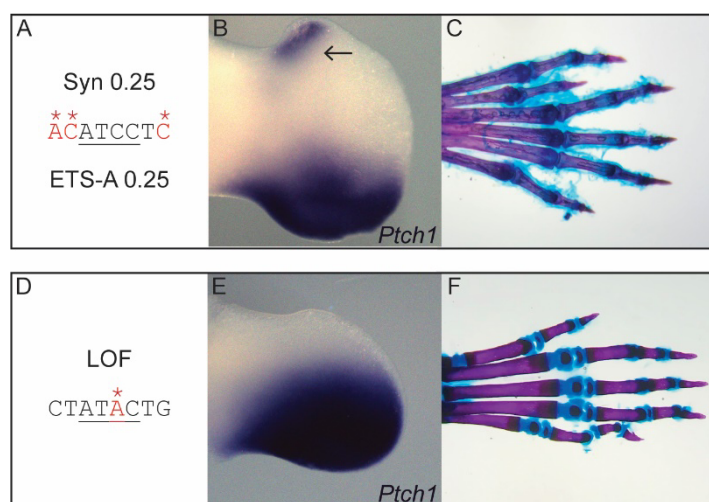 A
B
C
Syn 0.25
* * *
ACATCCTC
ETS-A 0.25
Ptch1
D
E
F
LOF
*
CTATACTG
Ptch1